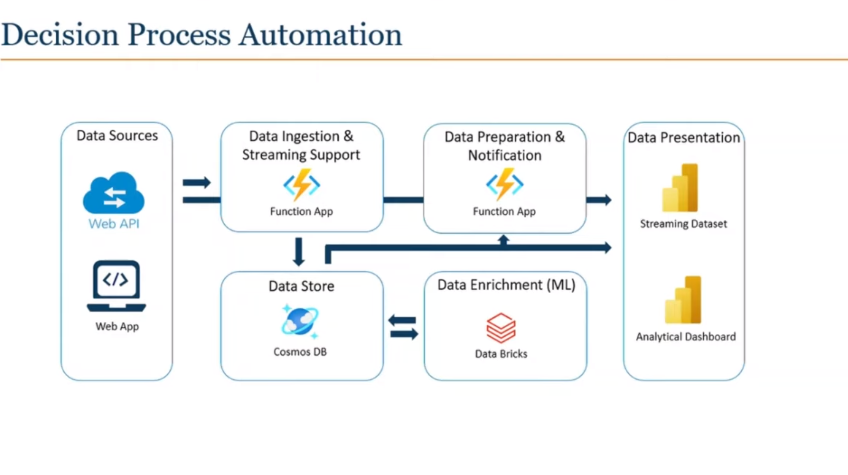 Decision Process Automation
Data Sources
Web API
</>
Web App
Data Ingestion &
Streaming Support
Function App
Data Preparation &
Notification
Function App
Data Presentation
Streaming Dataset
Analytical Dashboard
Data Store
Cosmos DB
Data Enrichment (ML)
Data Bricks